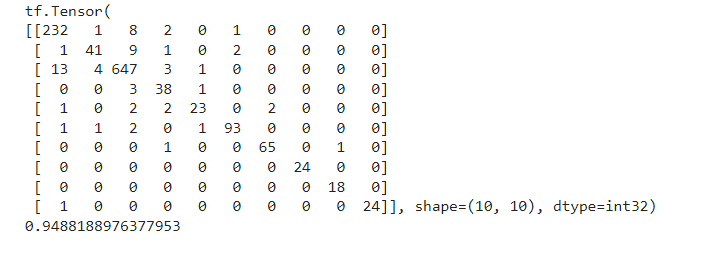 tf.Tensor(
[[232   1   8   2   0   1   0   0   0   0]
 [  1  41   9   1   0   2   0   0   0   0]
 [ 13   4 647   3   1   0   0   0   0   0]
 [  0   0   3  38   1   0   0   0   0   0]
 [  1   0   2   2  23   0   2   0   0   0]
 [  1   1   2   0   1  93   0   0   0   0]
 [  0   0   0   1   0   0  65   0   1   0]
 [  0   0   0   0   0   0   0  24   0   0]
 [  0   0   0   0   0   0   0   0  18   0]
 [  1   0   0   0   0   0   0   0   0  24]], shape=(10, 10), dtype=int32)
0.9488188976377953